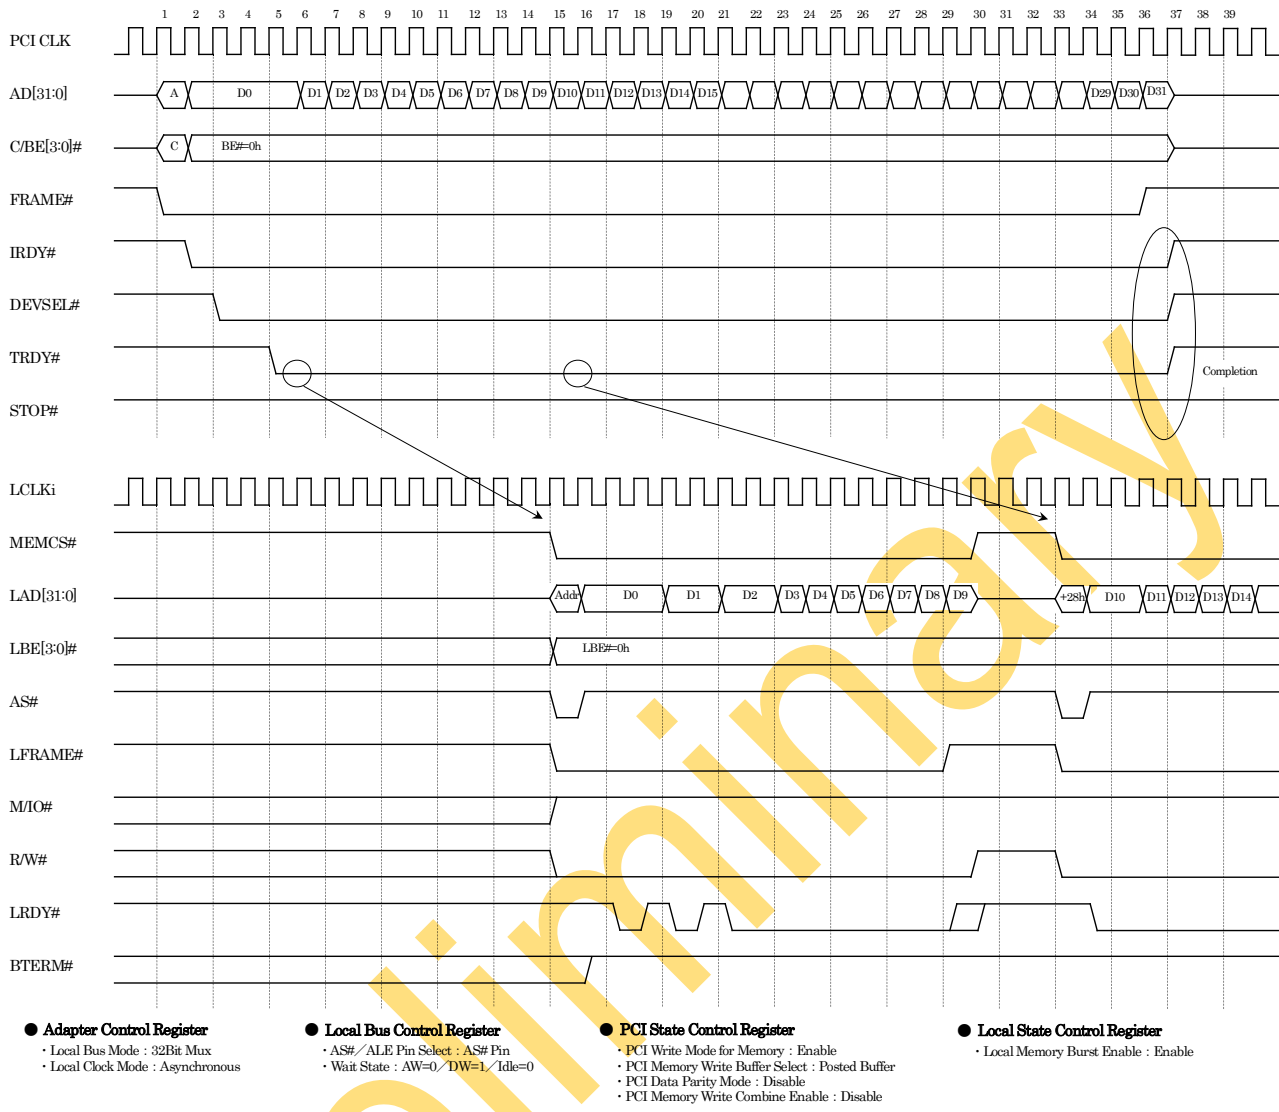 1 2 3 4 5 6 7 8 9 10 11 12 13 14 15 16 17 18 19 20 21 22 23 24 25 26 27 28 29 30 31 32 33 34 35 36 37 38 39
PCI CLK
AD[31:0] A D0 D1 D2 D3 D4 D5 D6 D7 D8 D9 D10 D11 D12 D13 D14 D15 D29 D30 D31
C/BE[3:0]# C BE#=0h
FRAME#
IRDY#
DEVSEL#
TRDY#
Completion
STOP#
LCLKi
MEMCS#
LAD[31:0] Addr D0 D1 D2 D3 D4 D5 D6 D7 D8 D9 +28h D10 D11 D12 D13 D14
LBE[3:0]# LBE#=0h
AS#
LFRAME#
M/IO#
R/W#
LRDY#
BTERM#
● Adapter Control Register
・Local Bus Mode : 32Bit Mux
・Local Clock Mode : Asynchronous
● Local Bus Control Register
・AS#／ALE Pin Select : AS# Pin
・Wait State : AW=0／DW=1／Idle=0
● PCI State Control Register
・PCI Write Mode for Memory : Enable
・PCI Memory Write Buffer Select : Posted Buffer
・PCI Data Parity Mode : Disable
・PCI Memory Write Combine Enable : Disable
● Local State Control Register
・Local Memory Burst Enable : Enable
eliminary